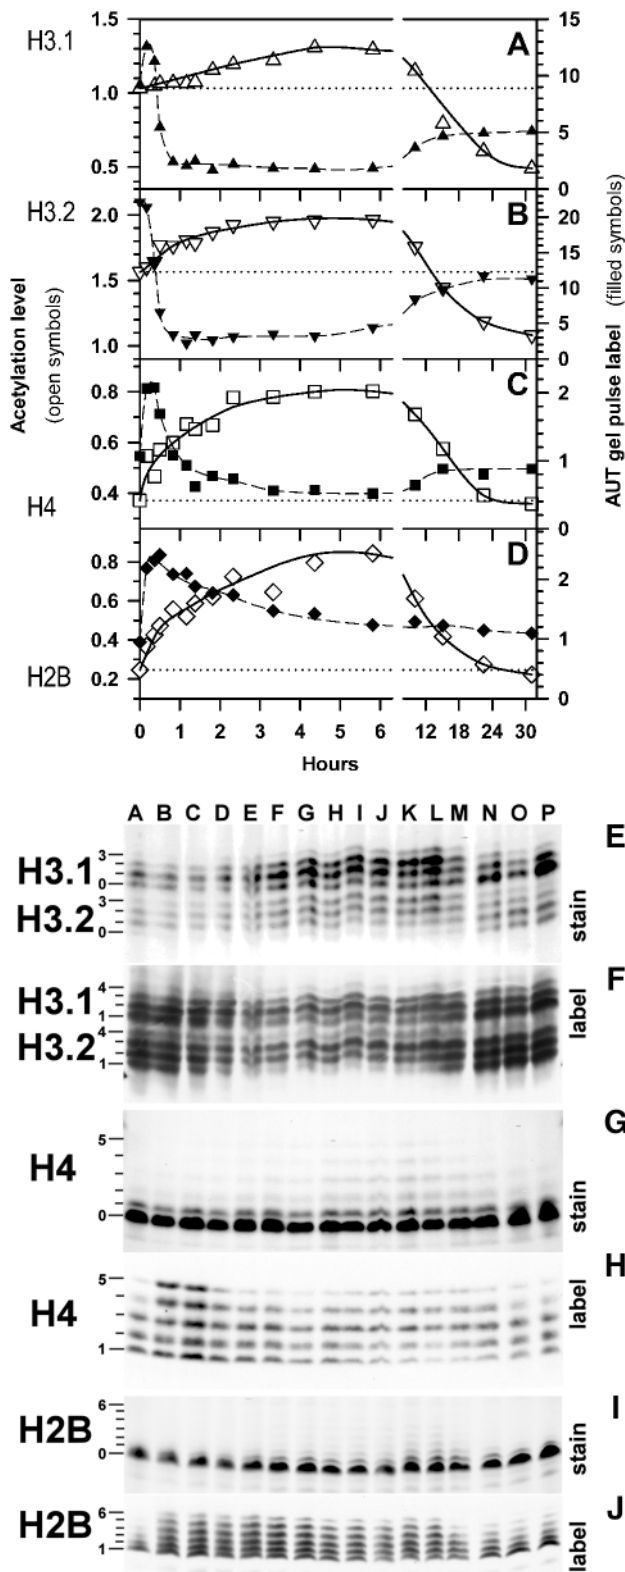 H3.1
1.5
1.0
0.5
A
15
10
5
0
H3.2
2.0
1.5
1.0
B
20
15
10
5
0
Acetylation level
(open symbols)
AUT gel pulse label
(filled symbols)
H4
0.8
0.6
0.4
C
2
1
0
H2B
0.8
0.6
0.4
0.2
D
2
1
0
0 1 2 3 4 5 6 12 18 24 30
Hours
A B C D E F G H I J K L M N O P
H3.1
3
0
H3.2
3
0
stain
E
H3.1
4
1
H3.2
4
1
label
F
H4
5
0
stain
G
H4
5
1
label
H
H2B
6
0
stain
I
H2B
6
1
label
J